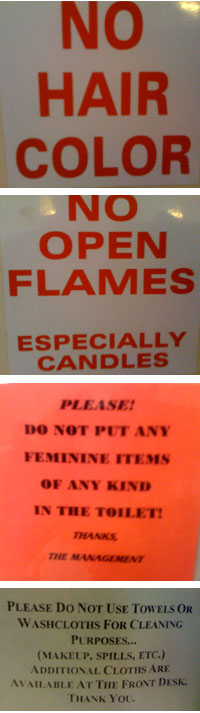 NO
HAIR
COLOR
NO
OPEN
FLAMES
ESPECIALLY
CANDLES
PLEASE!
DO NOT PUT ANY
FEMININE ITEMS
OF ANY KIND
IN THE TOILET!
THANKS,
THE MANAGEMENT
PLEASE DO NOT USE TOWELS OR
WASHCLOTHS FOR CLEANING
PURPOSES...
(MAKEUP, SPILLS, ETC.)
ADDITIONAL CLOTHS ARE
AVAILABLE AT THE FRONT DESK.
THANK YOU.